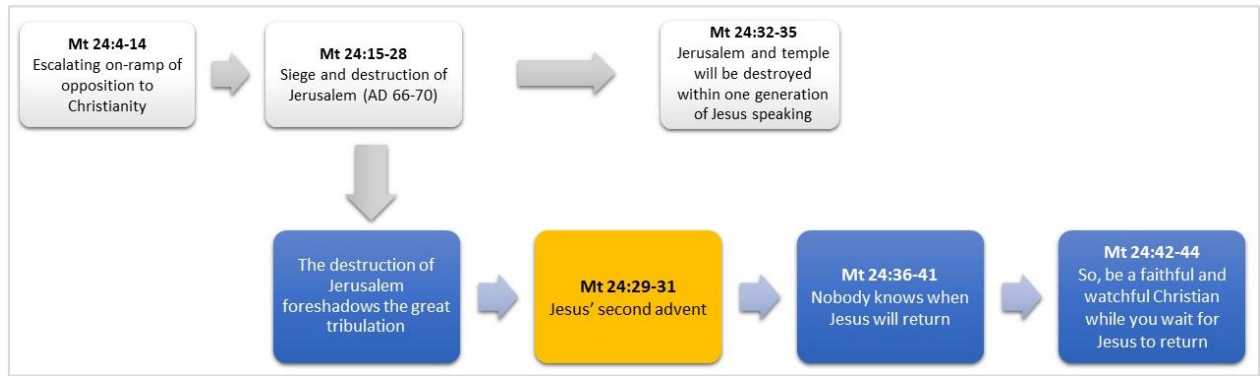 Mt 24:4-14
Escalating on-ramp of
opposition to
Christianity
Mt 24:15-28
Siege and destruction of
Jerusalem (AD 66-70)
Mt 24:32-35
Jerusalem and temple
will be destroyed
within one generation
of Jesus speaking
The destruction of
Jerusalem
foreshadows the great
tribulation
Mt 24:29-31
Jesus’ second advent
Mt 24:36-41
Nobody knows when
Jesus will return
Mt 24:42-44
So, be a faithful and
watchful Christian
while you wait for
Jesus to return